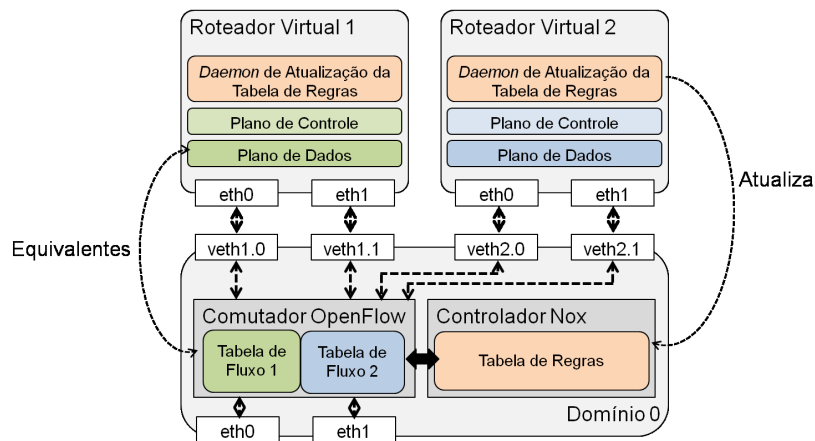 Roteador Virtual 1
Daemon de Atualização da
Tabela de Regras
Plano de Controle
Plano de Dados
eth0
eth1
Roteador Virtual 2
Daemon de Atualização da
Tabela de Regras
Plano de Controle
Plano de Dados
eth0
eth1
Atualiza
Equivalentes
veth1.0
veth1.1
veth2.0
veth2.1
Comutador OpenFlow
Tabela de
Fluxo 1
Tabela de
Fluxo 2
Controlador Nox
Tabela de Regras
Domínio 0
eth0
eth1